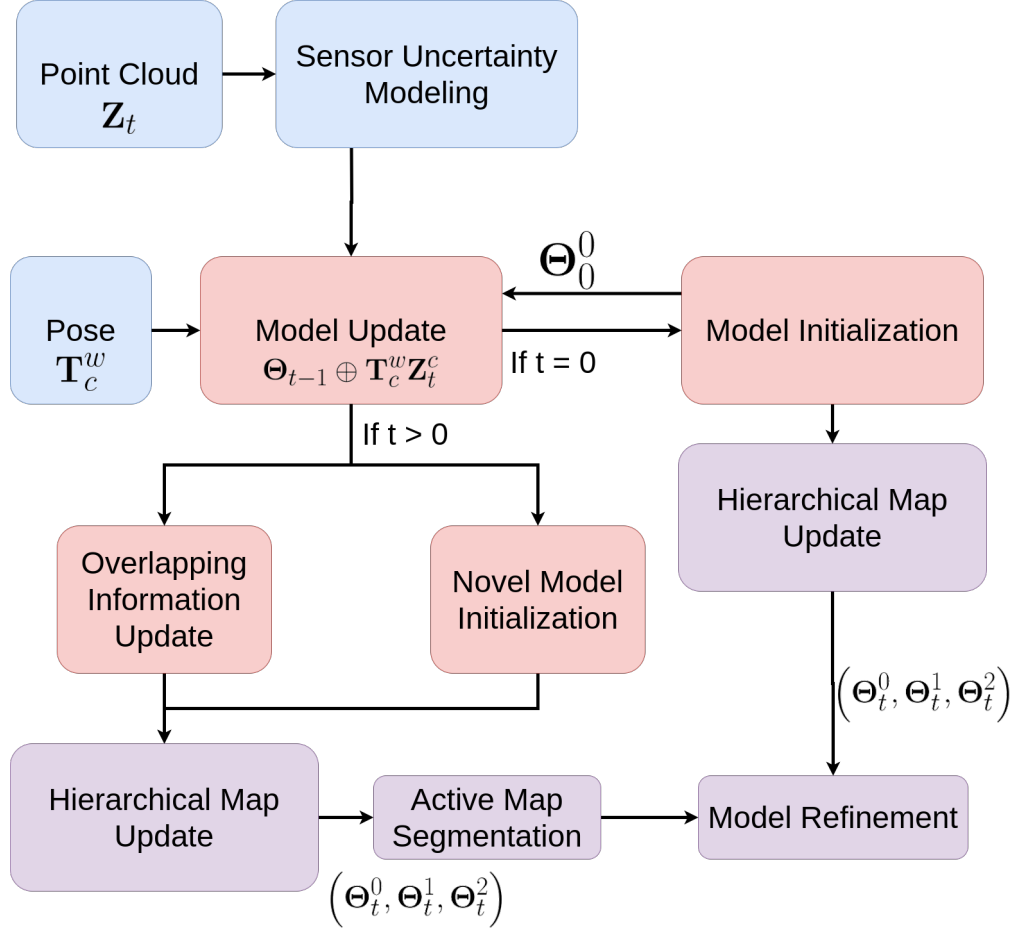 Point Cloud
𝐙_t
Sensor Uncertainty
Modeling
Pose
𝐓_c^w
Model Update
𝚯_{t−1} ⊕ 𝐓_c^w 𝐙_t^c
𝚯_0^0
If t = 0
Model Initialization
If t > 0
Hierarchical Map
Update
Overlapping
Information
Update
Novel Model
Initialization
(𝚯_t^0, 𝚯_t^1, 𝚯_t^2)
Hierarchical Map
Update
Active Map
Segmentation
Model Refinement
(𝚯_t^0, 𝚯_t^1, 𝚯_t^2)